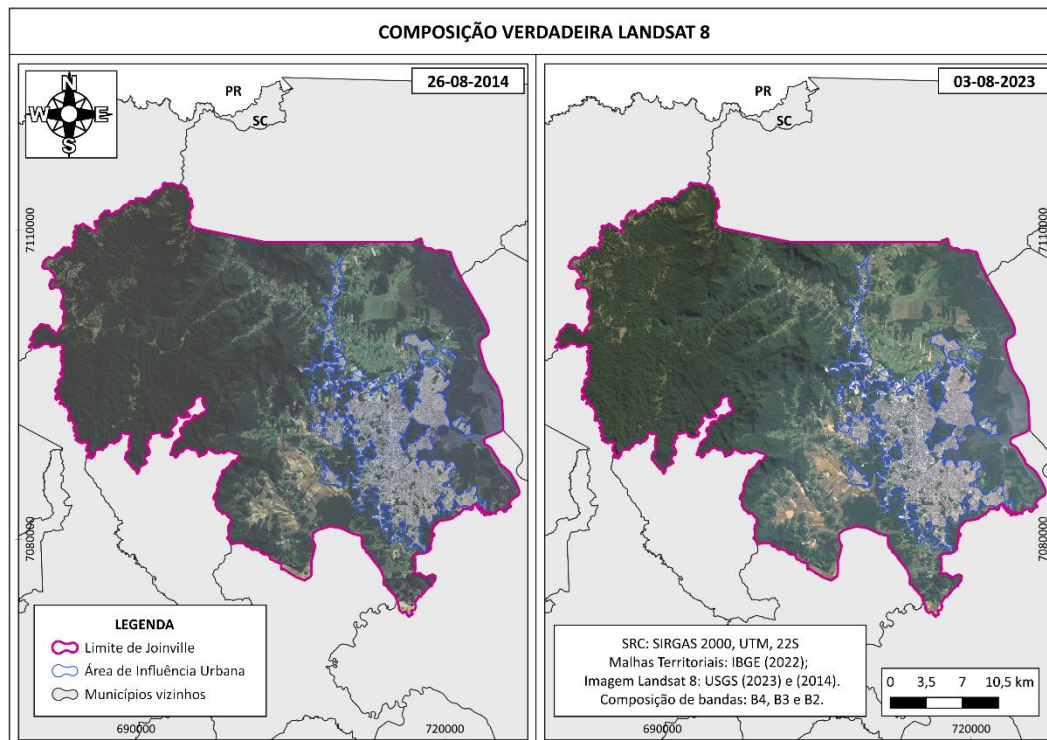 COMPOSIÇÃO VERDADEIRA LANDSAT 8
N
W E
S
PR
SC
26-08-2014
7110000
7080000
LEGENDA
Limite de Joinville
Área de Influência Urbana
Municípios vizinhos
690000
720000
PR
SC
03-08-2023
7110000
7080000
SRC: SIRGAS 2000, UTM, 22S
Malhas Territoriais: IBGE (2022);
Imagem Landsat 8: USGS (2023) e (2014).
Composição de bandas: B4, B3 e B2.
0 3,5 7 10,5 km
690000
720000